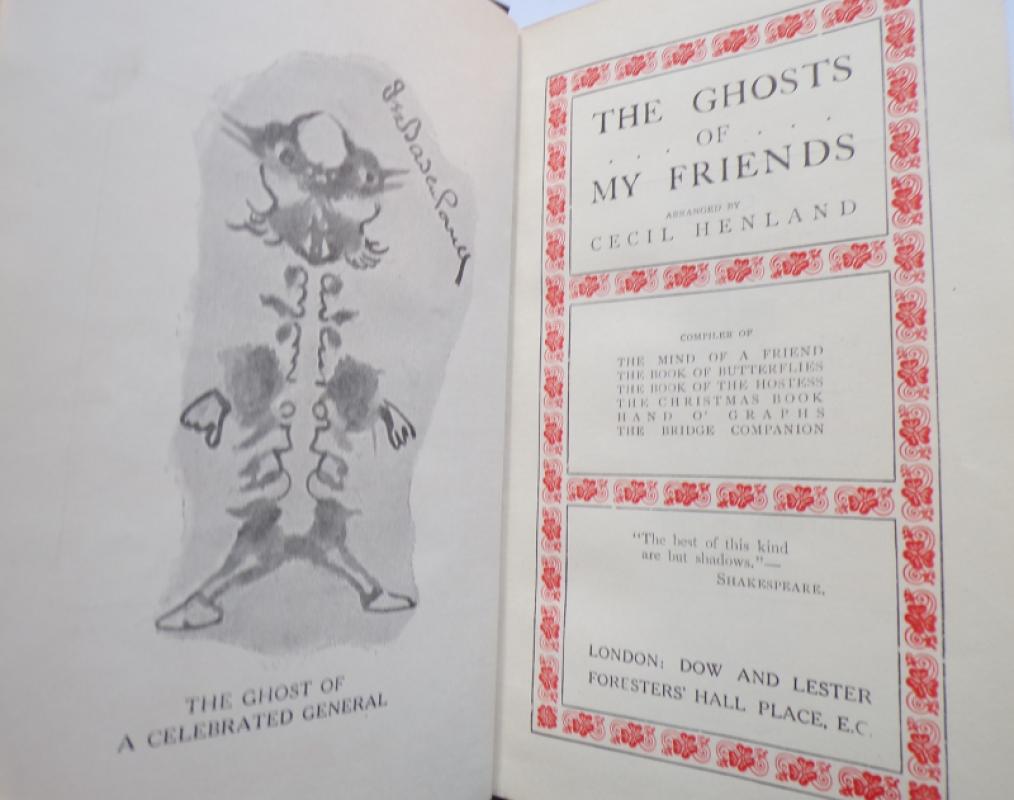 THE GHOST OF
A CELEBRATED GENERAL
THE GHOSTS
. . . OF . . .
MY FRIENDS
ARRANGED BY
CECIL HENLAND
COMPILER OF
THE MIND OF A FRIEND
THE BOOK OF BUTTERFLIES
THE BOOK OF THE HOSTESS
THE CHRISTMAS BOOK
HAND O' GRAPHS
THE BRIDGE COMPANION
"The best of this kind
are but shadows."—
SHAKESPEARE.
LONDON: DOW AND LESTER
FORESTERS' HALL PLACE, E.C.